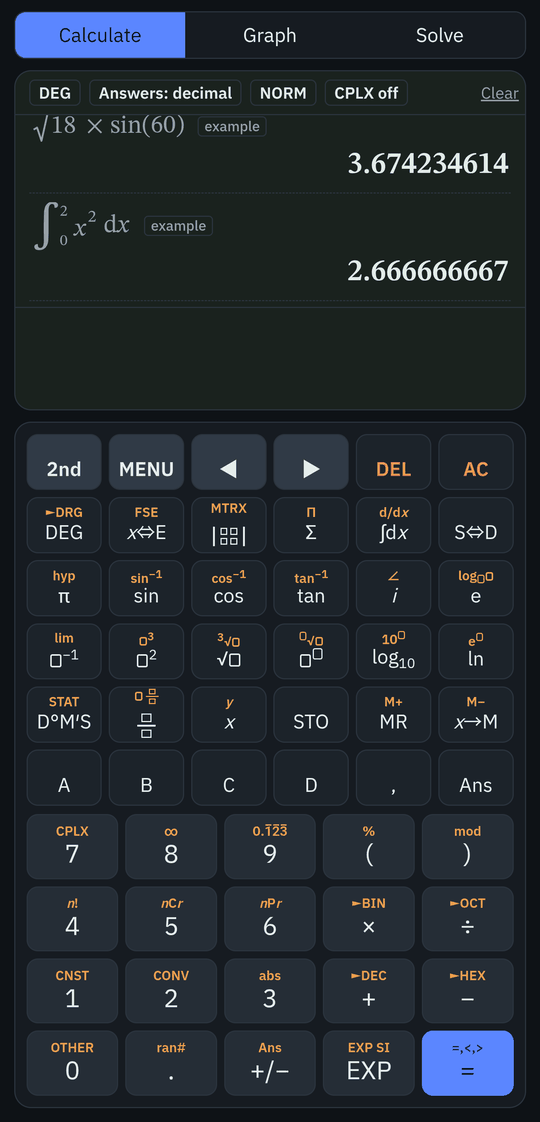 Calculate Graph Solve
DEG Answers: decimal NORM CPLX off Clear
√18 × sin(60) example
3.674234614
∫₀² x² dx example
2.666666667
2nd MENU ◀ ▶ DEL AC
►DRG FSE MTRX Π d/dx
DEG x⇔E |▯▯| Σ ∫dx S⇔D
hyp sin⁻¹ cos⁻¹ tan⁻¹ ∠ log▯▯
π sin cos tan i e
lim ▯³ ³√▯ ▯√▯ 10▯ e▯
▯⁻¹ ▯² √▯ ▯▯ log₁₀ ln
STAT ▯▯/▯ y M+ M−
D°M′S ▯/▯ x STO MR x→M
A B C D , Ans
CPLX ∞ 0.1̅2̅3̅ % mod
7 8 9 ( )
n! nCr nPr ►BIN ►OCT
4 5 6 × ÷
CNST CONV abs ►DEC ►HEX
1 2 3 + −
OTHER ran# Ans EXP SI =,<,>
0 . +/− EXP =